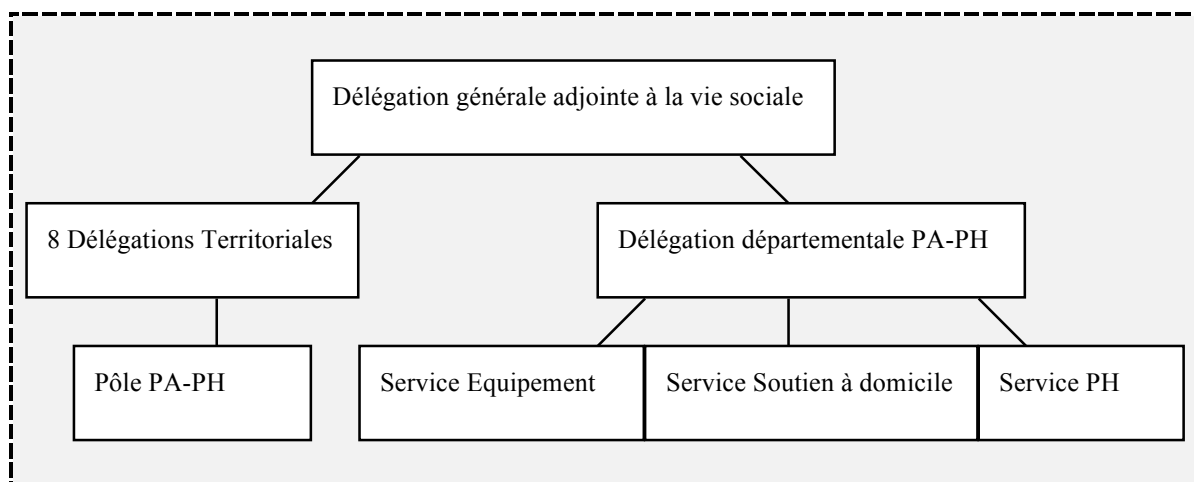 Délégation générale adjointe à la vie sociale
8 Délégations Territoriales
Délégation départementale PA-PH
Pôle PA-PH
Service Equipement
Service Soutien à domicile
Service PH